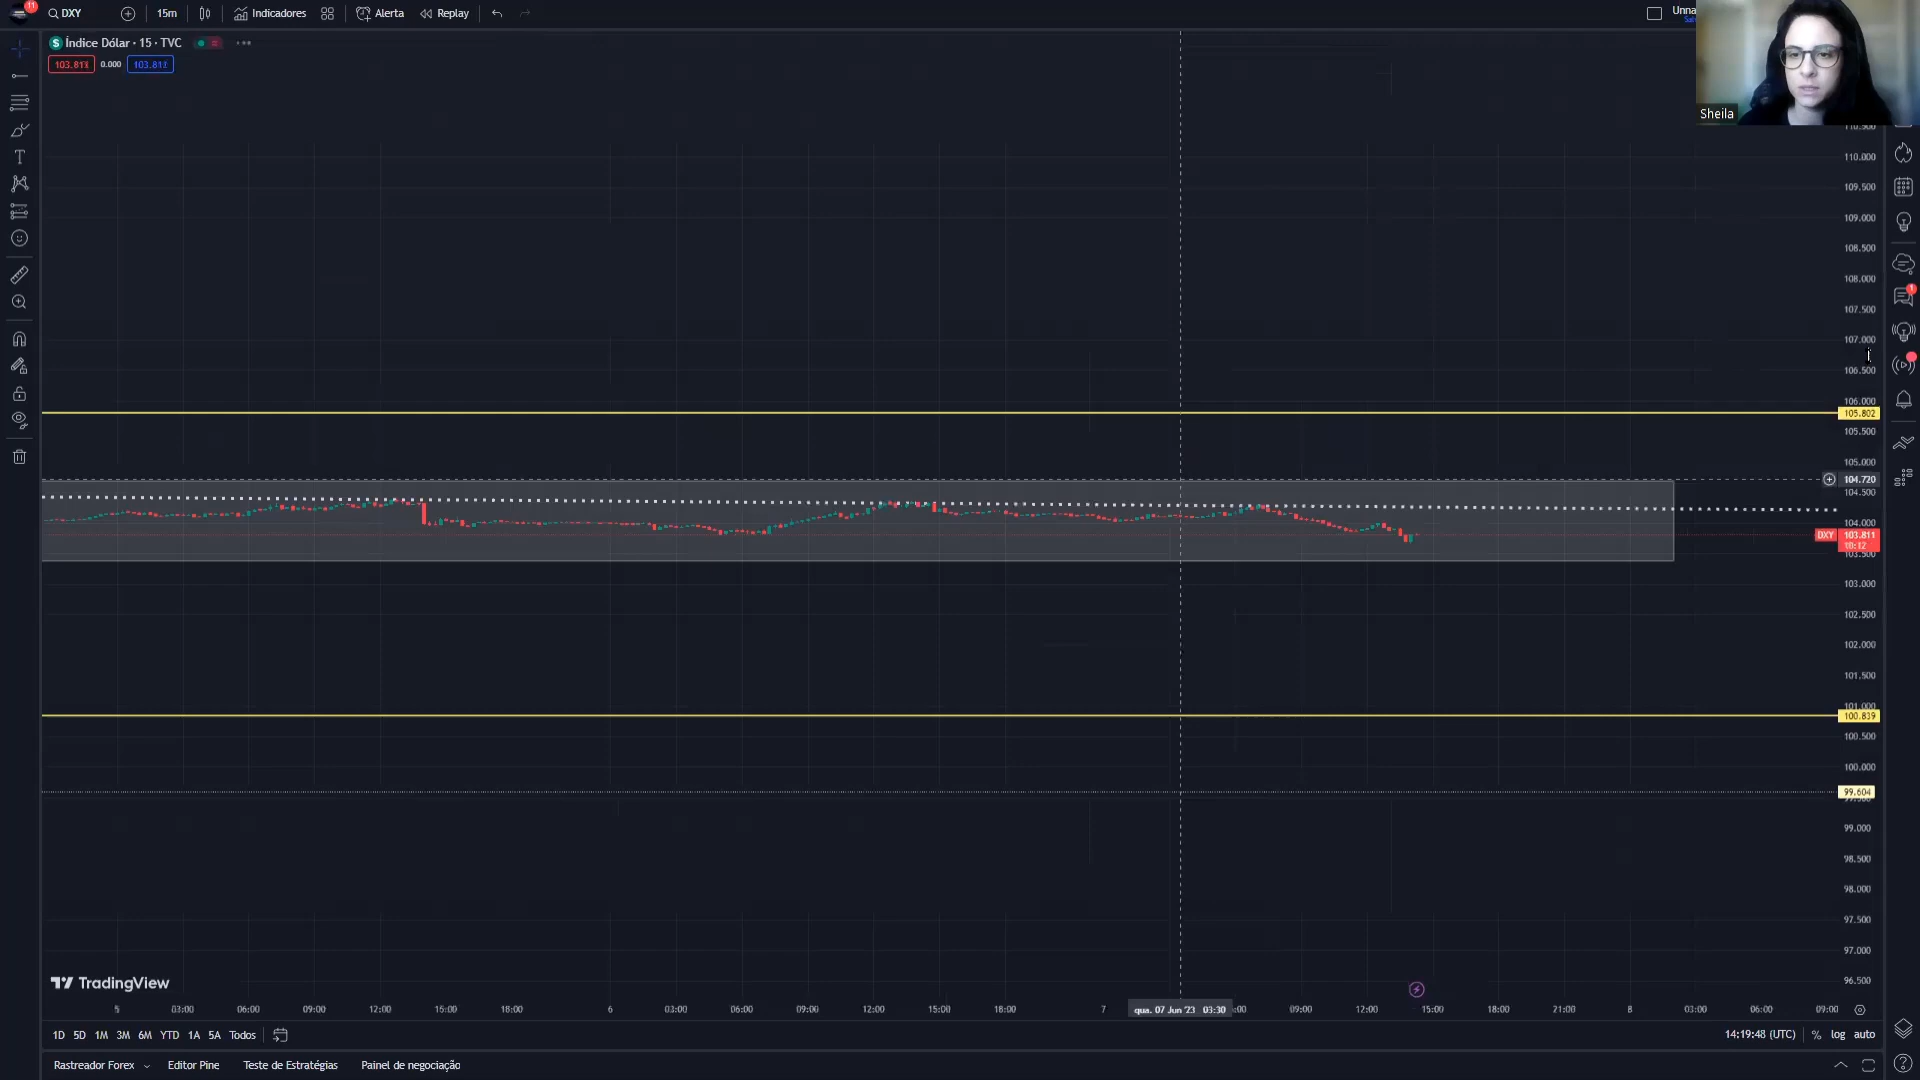 11
DXY
15m
Indicadores
Alerta
Replay
Unna
Sheila
Índice Dólar · 15 · TVC
0.000
110.000
109.500
109.000
108.500
108.000
107.500
107.000
106.500
106.000
105.802
105.500
105.000
104.720
104.500
104.000
DXY 103.811
103.500
103.000
102.500
102.000
101.500
101.000
100.839
100.500
100.000
99.604
99.000
98.500
98.000
97.500
97.000
96.500
TradingView
5 03:00 06:00 09:00 12:00 15:00 18:00 6 03:00 06:00 09:00 12:00 15:00 18:00 7 qua. 07 Jun '23 03:30 09:00 12:00 15:00 18:00 21:00 8 03:00 06:00 09:00
1D 5D 1M 3M 6M YTD 1A 5A Todos
14:19:48 (UTC) % log auto
Rastreador Forex Editor Pine Teste de Estratégias Painel de negociação